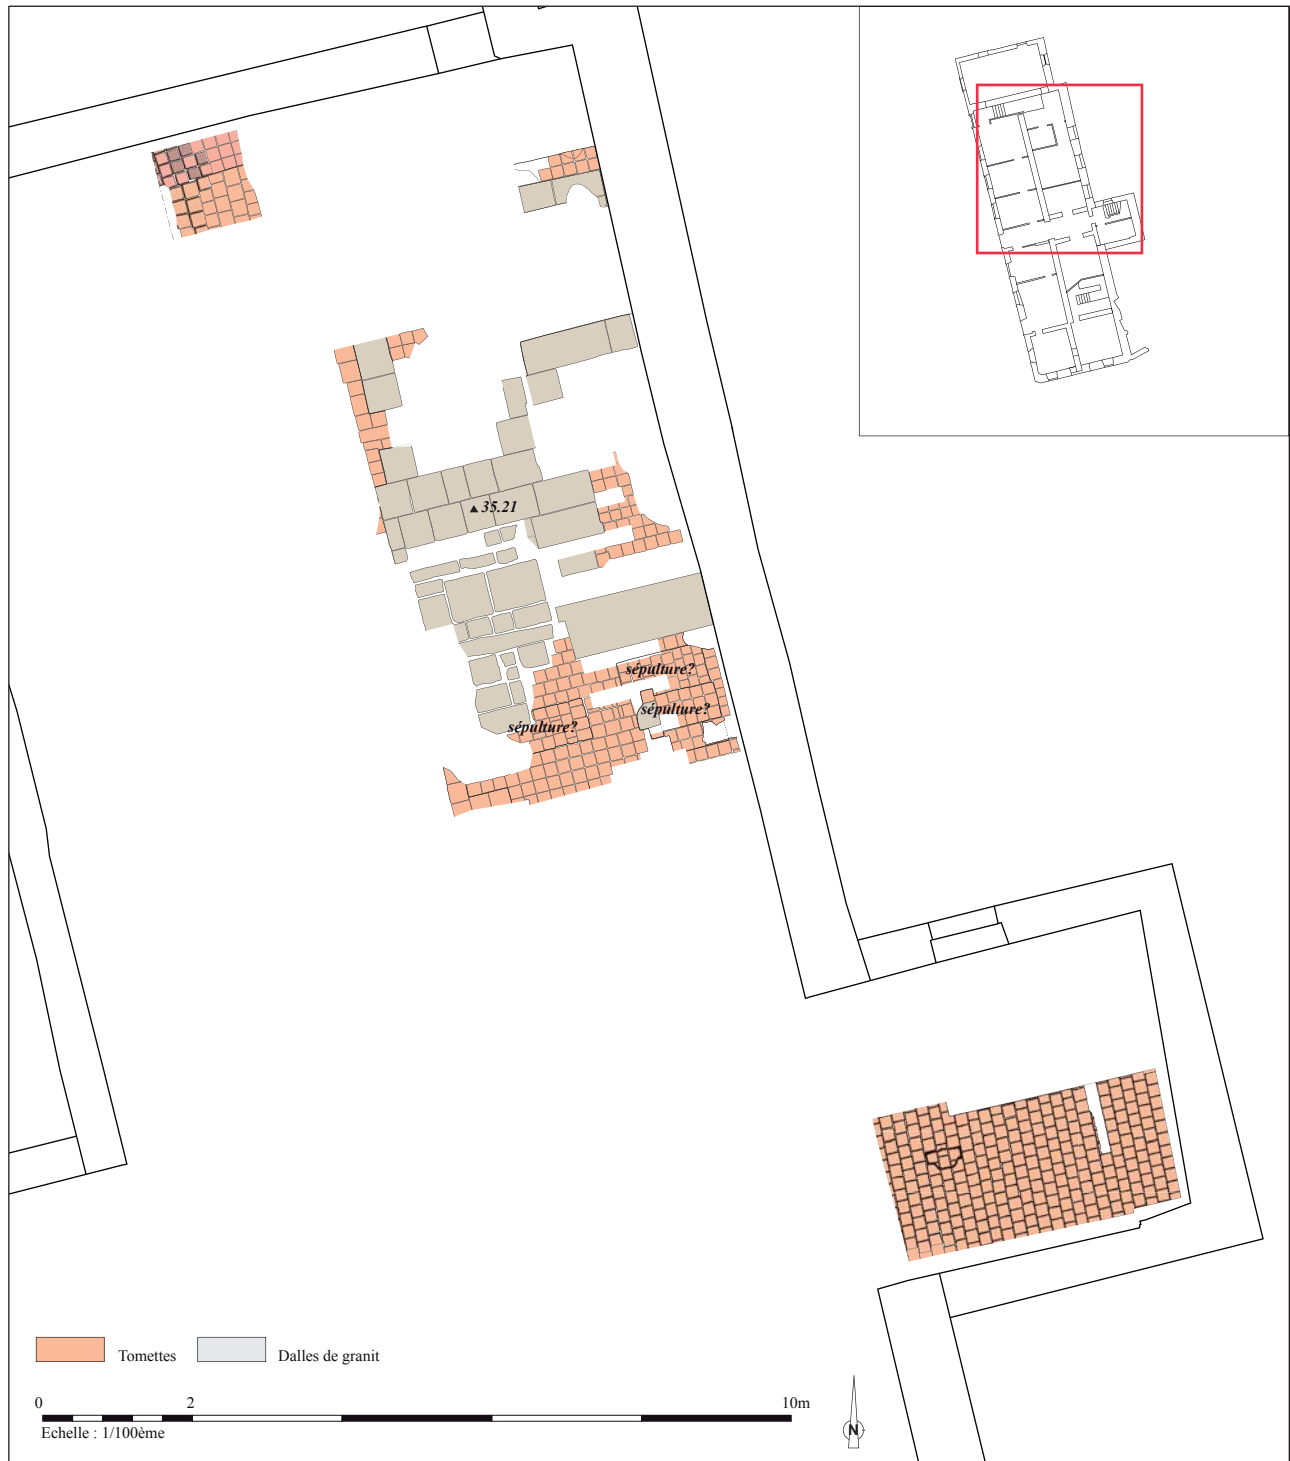 35.21
sépulture?
sépulture?
sépulture?
Tomettes
Dalles de granit
0 2 10m
Echelle : 1/100ème
N